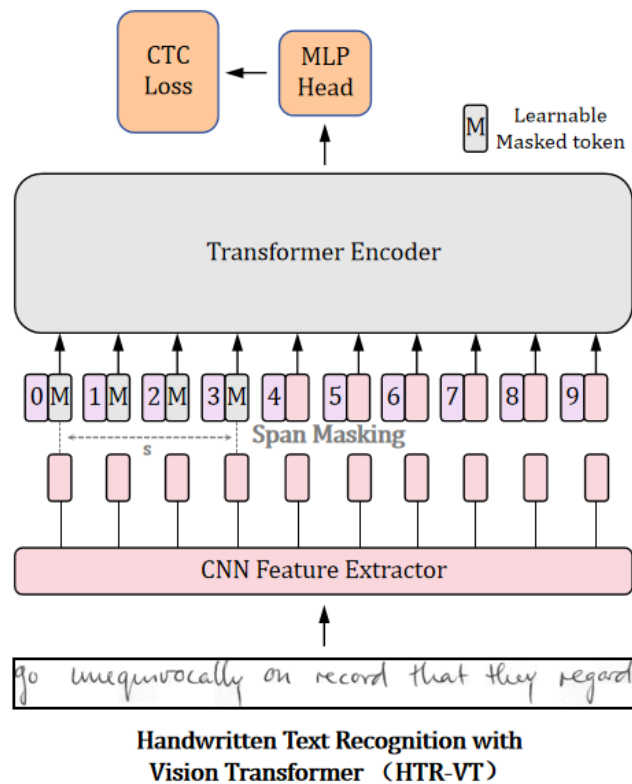 CTC
Loss
MLP
Head
M
Learnable
Masked token
Transformer Encoder
0 M 1 M 2 M 3 M 4 5 6 7 8 9
Span Masking
s
CNN Feature Extractor
go unequivocally on record that they regard
Handwritten Text Recognition with
Vision Transformer （HTR-VT）